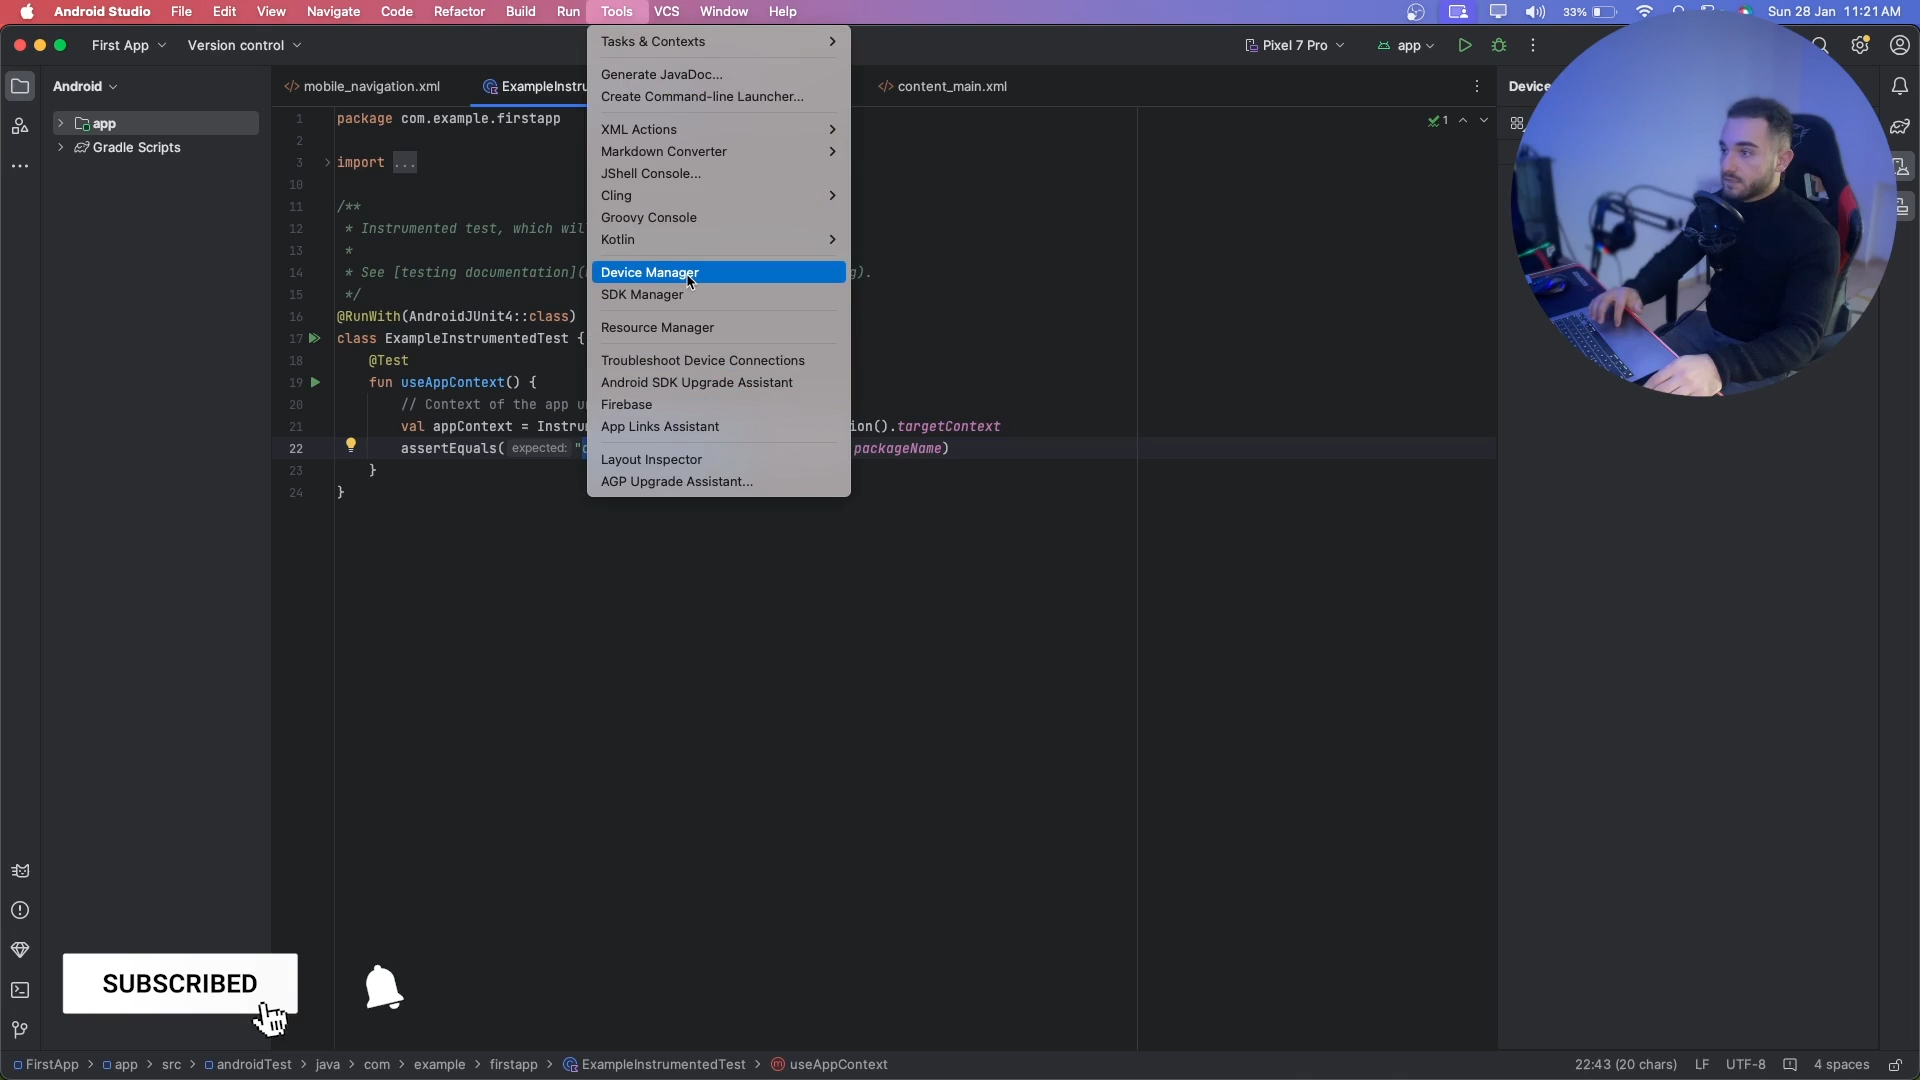 Android Studio File Edit View Navigate Code Refactor Build Run Tools VCS Window Help 33% Sun 28 Jan 11:21 AM
First App Version control Pixel 7 Pro app
Android
mobile_navigation.xml ExampleInstru content_main.xml Device
app
Gradle Scripts
Tasks & Contexts
Generate JavaDoc...
Create Command-line Launcher...
XML Actions
Markdown Converter
JShell Console...
Cling
Groovy Console
Kotlin
Device Manager
SDK Manager
Resource Manager
Troubleshoot Device Connections
Android SDK Upgrade Assistant
Firebase
App Links Assistant
Layout Inspector
AGP Upgrade Assistant...
1 package com.example.firstapp 1
2
3 import ...
10
11 /**
12 * Instrumented test, which wil
13 *
14 * See [testing documentation]( g).
15 */
16 @RunWith(AndroidJUnit4::class)
17 class ExampleInstrumentedTest {
18 @Test
19 fun useAppContext() {
20 // Context of the app u
21 val appContext = Instru ion().targetContext
22 assertEquals( expected: " packageName)
23 }
24 }
SUBSCRIBED
FirstApp > app > src > androidTest > java > com > example > firstapp > ExampleInstrumentedTest > useAppContext 22:43 (20 chars) LF UTF-8 4 spaces